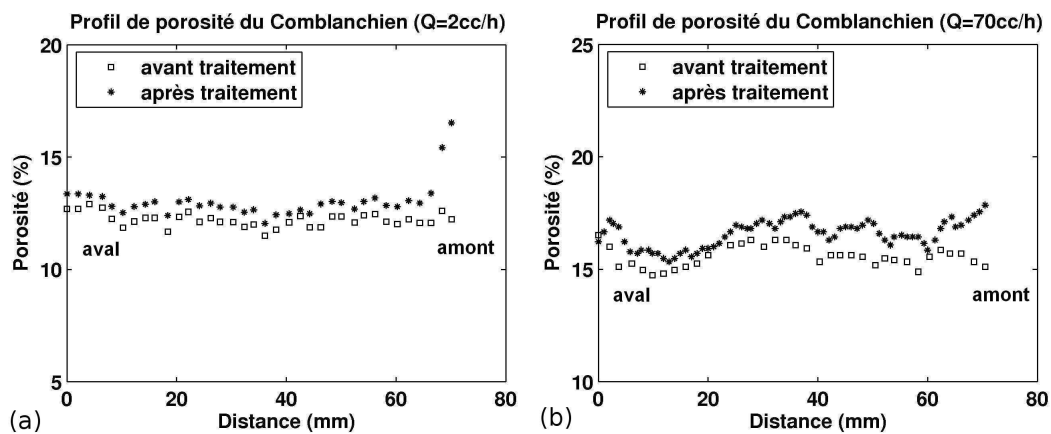 Profil de porosité du Comblanchien (Q=2cc/h)
20
15
10
5
Porosité (%)
avant traitement
après traitement
aval
amont
0
20
40
60
80
Distance (mm)
(a)
Profil de porosité du Comblanchien (Q=70cc/h)
25
20
15
10
Porosité (%)
avant traitement
après traitement
aval
amont
0
20
40
60
80
Distance (mm)
(b)